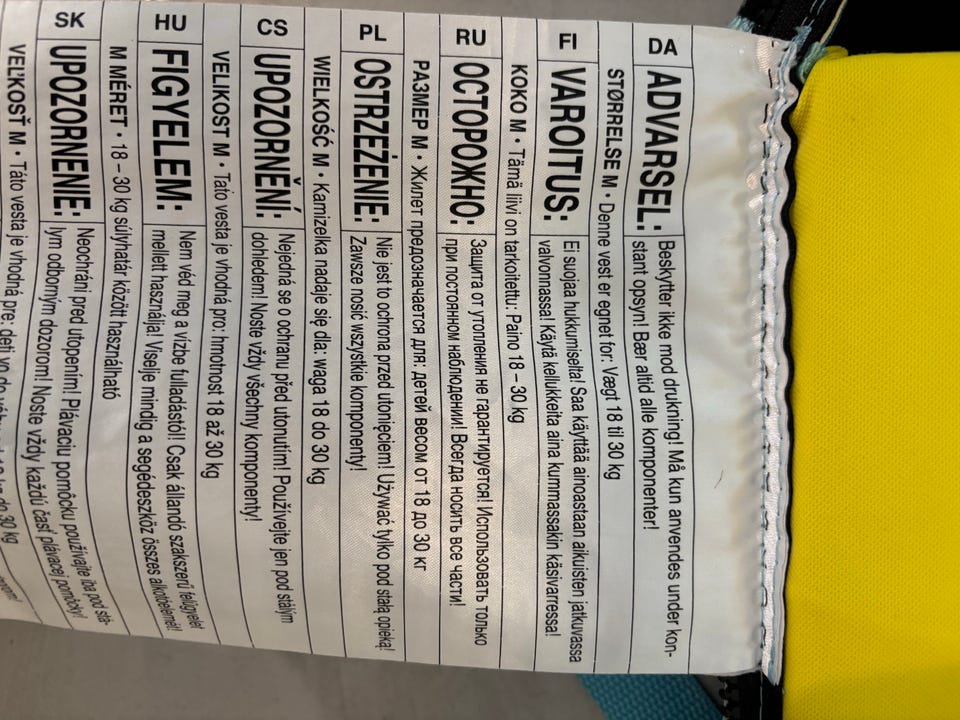 DA
ADVARSEL:
Beskytter ikke mod drukning! Må kun anvendes under kon-
stant opsyn! Bær altid alle komponenter!
STØRRELSE M • Denne vest er egnet for: Vægt 18 til 30 kg
FI
VAROITUS:
Ei suojaa hukkumiselta! Saa käyttää ainoastaan aikuisten jatkuvassa
valvonnassa! Käytä kellukkeita aina kummassakin käsivarressa!
KOKO M • Tämä liivi on tarkoitettu: Paino 18 – 30 kg
RU
ОСТОРОЖНО:
Защита от утопления не гарантируется! Использовать только
при постоянном наблюдении! Всегда носить все части!
РАЗМЕР М • Жилет предозначается для: детей весом от 18 до 30 кг
PL
OSTRZEŻENIE:
Nie jest to ochrona przed utonięciem! Używać tylko pod stałą opieką!
Zawsze nosić wszystkie komponenty!
WIELKOŚĆ M • Kamizelka nadaje się dla: waga 18 do 30 kg
CS
UPOZORNĚNÍ:
Nejedná se o ochranu před utonutím! Používejte jen pod stálým
dohledem! Noste vždy všechny komponenty!
VELIKOST M • Tato vesta je vhodná pro: hmotnost 18 až 30 kg
HU
FIGYELEM:
Nem véd meg a vízbe fulladástól! Csak állandó szakszerű felügyelet
mellett használja! Viselje mindig a segédeszköz összes alkotóelemét!
M MÉRET • 18 – 30 kg súlyhatár között használható
SK
UPOZORNENIE:
Neochráni pred utopením! Plávaciu pomôcku používajte iba pod stá-
lym odborným dozorom! Noste vždy každú časť plávacej pomôcky!
VEĽKOSŤ M • Táto vesta je vhodná pre: deti vo do 30 kg